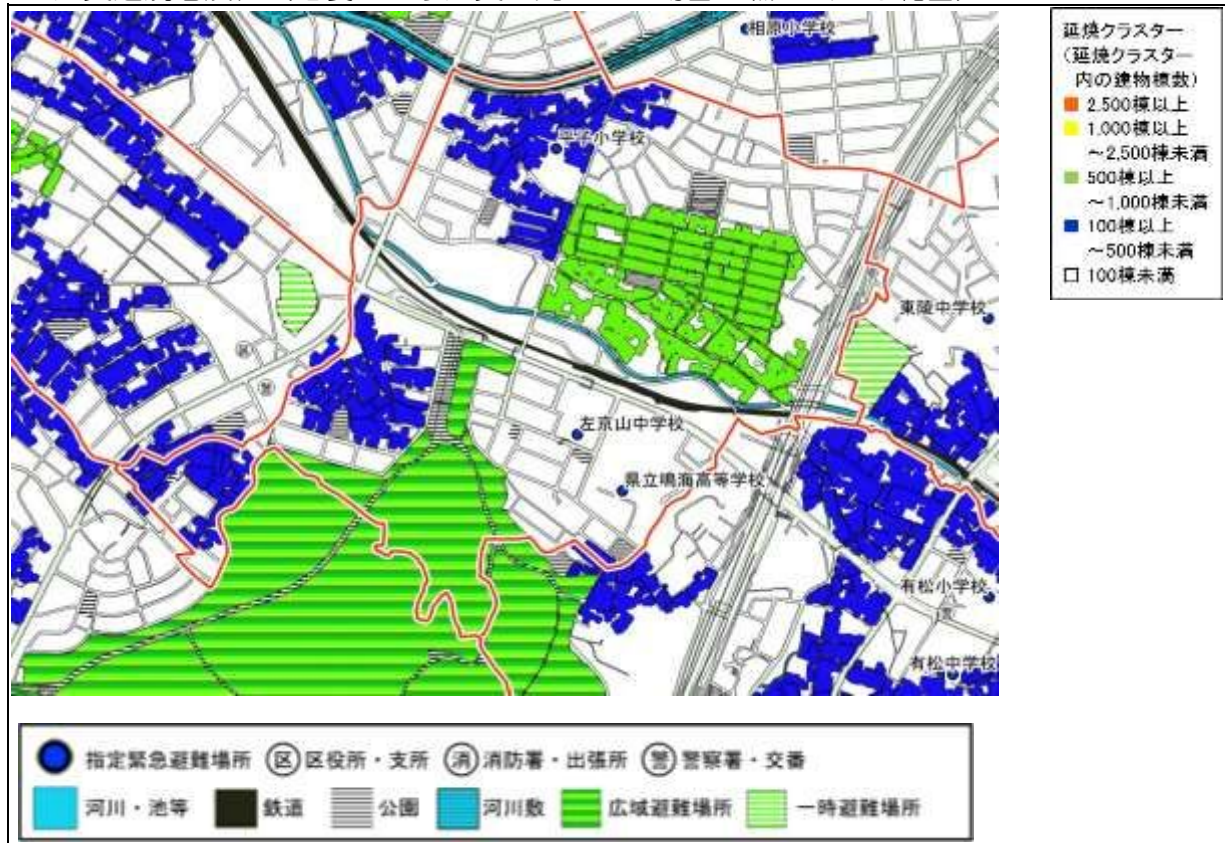 相原小学校
平子小学校
東陵中学校
区
警
左京山中学校
県立鳴海高等学校
有松小学校
有松中学校
延焼クラスター
(延焼クラスター
内の建物棟数)
2,500棟以上
1,000棟以上
～2,500棟未満
500棟以上
～1,000棟未満
100棟以上
～500棟未満
100棟未満
指定緊急避難場所 区 区役所・支所 消 消防署・出張所 警 警察署・交番
河川・池等 鉄道 公園 河川敷 広域避難場所 一時避難場所